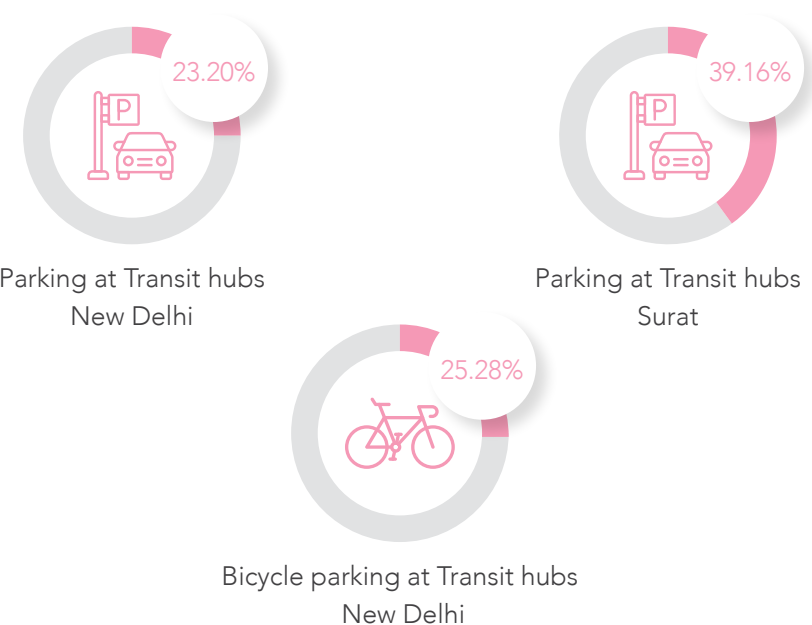 23.20%
P
Parking at Transit hubs
New Delhi
39.16%
P
Parking at Transit hubs
Surat
25.28%
Bicycle parking at Transit hubs
New Delhi